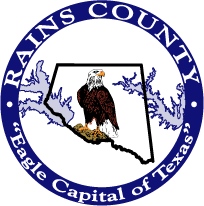 RAINS COUNTY
"Eagle Capital of Texas"